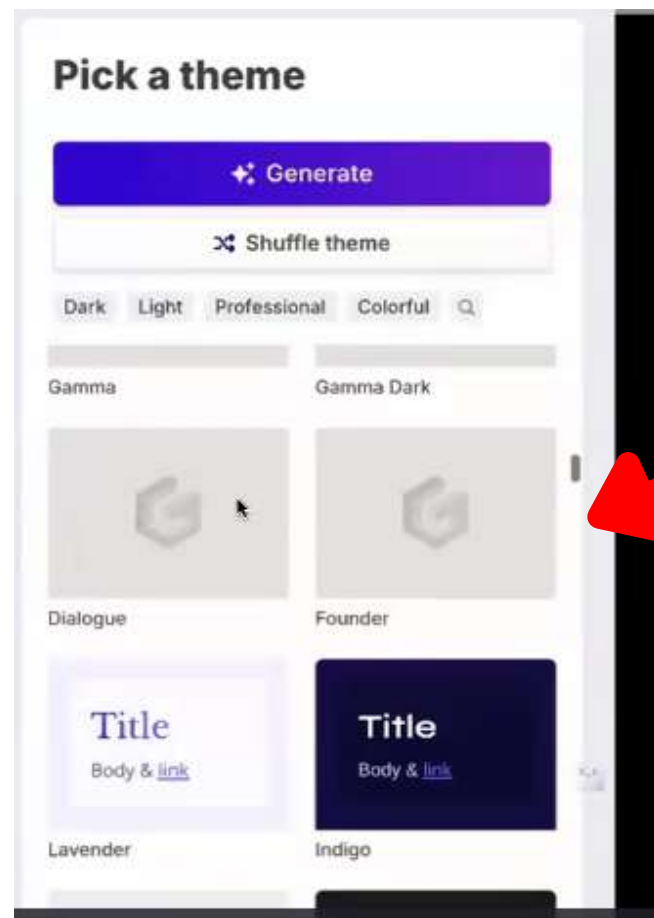 Pick a theme
Generate
Shuffle theme
Dark Light Professional Colorful
Gamma Gamma Dark
Dialogue Founder
Title Title
Body & link Body & link
Lavender Indigo